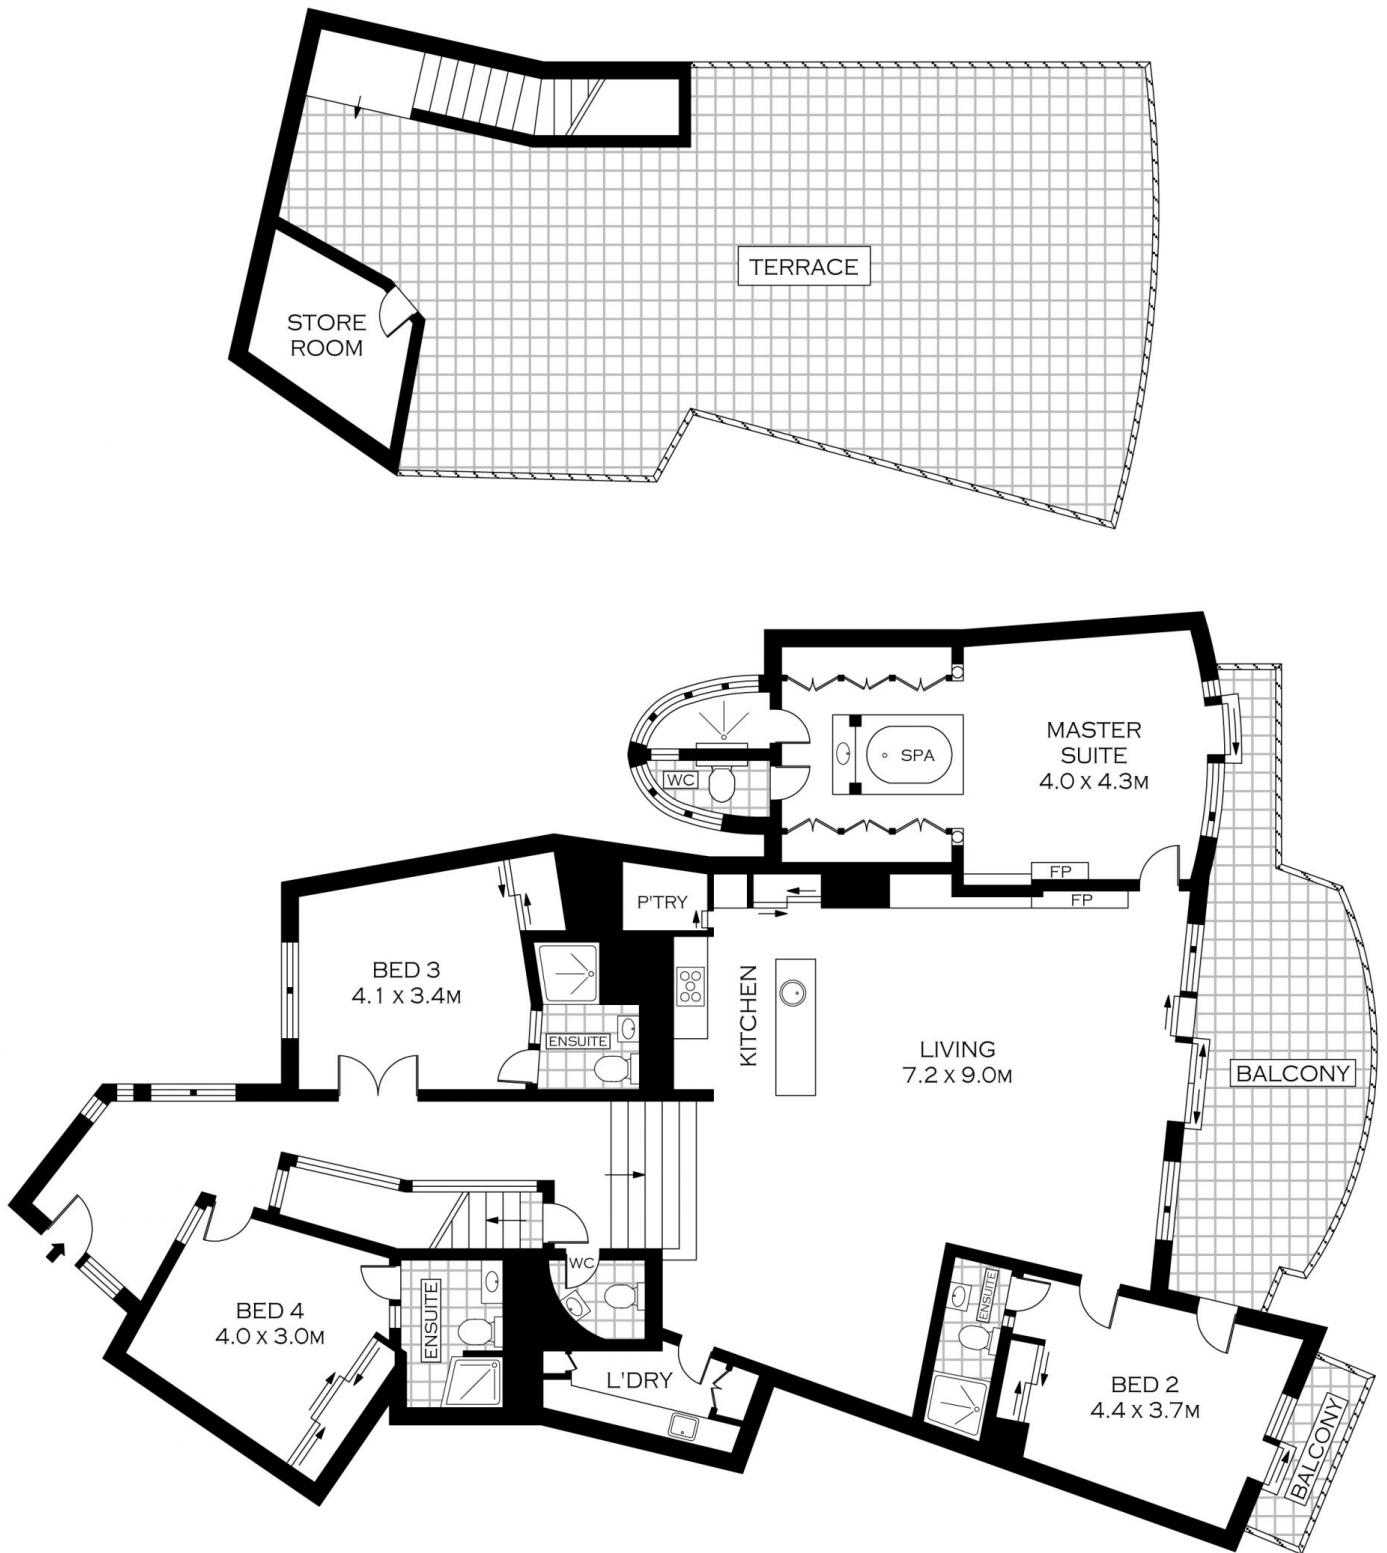 TERRACE
STORE
ROOM
MASTER
SUITE
4.0 X 4.3M
SPA
WC
FP
FP
P'TRY
BED 3
4.1 X 3.4M
ENSUITE
KITCHEN
LIVING
7.2 X 9.0M
BALCONY
WC
ENSUITE
BED 4
4.0 X 3.0M
ENSUITE
L'DRY
BED 2
4.4 X 3.7M
BALCONY